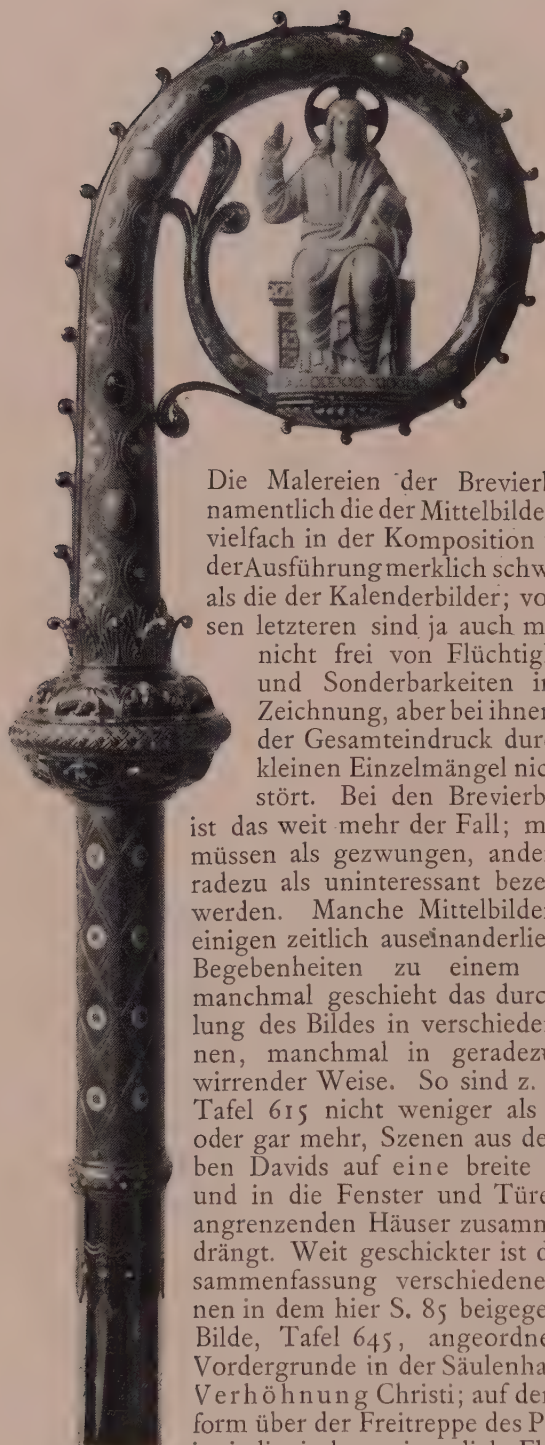 Die Malereien der Brevierb
namentlich die der Mittelbilde
vielfach in der Komposition
der Ausführung merklich schw
als die der Kalenderbilder; vo
sen letzteren sind ja auch m
nicht frei von Flüchtig
und Sonderbarkeiten i
Zeichnung, aber bei ihne
der Gesamteindruck dur
kleinen Einzelmängel nic
stört. Bei den Brevierb
ist das weit mehr der Fall; m
müssen als gezwungen, ande
radezu als uninteressant beze
werden. Manche Mittelbilde
einigen zeitlich auseinanderlie
Begebenheiten zu einem
manchmal geschieht das durc
lung des Bildes in verschiede
nen, manchmal in geradez
wirrender Weise. So sind z.
Tafel 615 nicht weniger als
oder gar mehr, Szenen aus de
ben Davids auf eine breite
und in die Fenster und Türe
angrenzenden Häuser zusamm
drängt. Weit geschickter ist d
sammenfassung verschiedene
nen in dem hier S. 85 beigege
Bilde, Tafel 645, angeordne
Vordergrunde in der Säulenha
Verhöhnung Christi; auf de
form über der Freitreppe des P